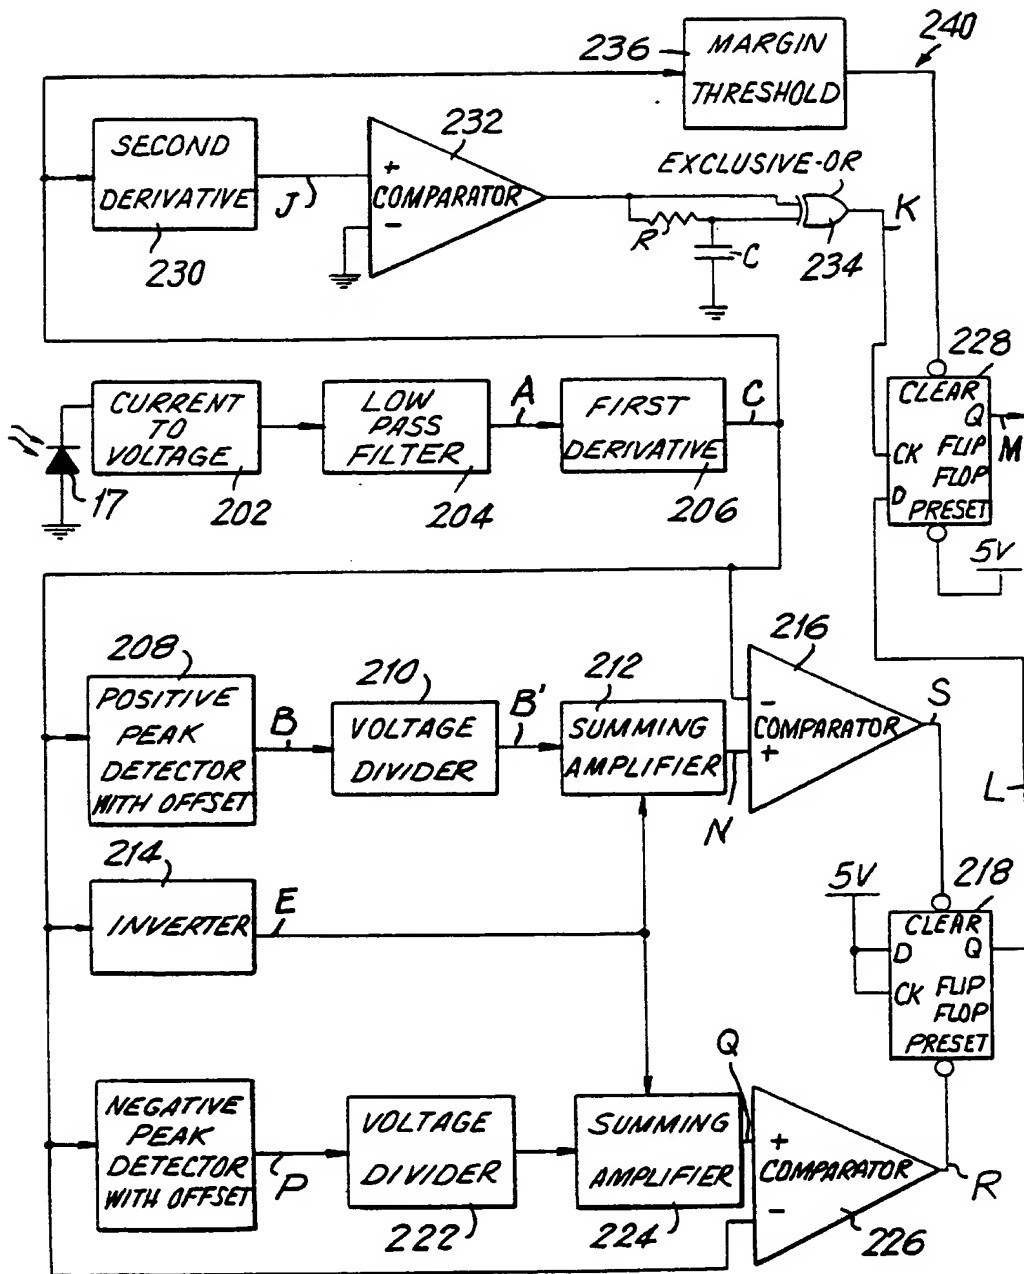 240
236
MARGIN
THRESHOLD
232
SECOND
DERIVATIVE
J
230
+
COMPARATOR
-
EXCLUSIVE-OR
R
C
234
K
228
CLEAR
Q
CK
FLIP
FLOP
D
PRESET
M
5V
CURRENT
TO
VOLTAGE
202
17
LOW
PASS
FILTER
204
A
FIRST
DERIVATIVE
206
C
208
POSITIVE
PEAK
DETECTOR
WITH OFFSET
B
210
VOLTAGE
DIVIDER
B'
212
SUMMING
AMPLIFIER
N
216
-
COMPARATOR
+
S
L
214
INVERTER
E
5V
218
CLEAR
D
Q
CK
FLIP
FLOP
PRESET
NEGATIVE
PEAK
DETECTOR
WITH OFFSET
P
VOLTAGE
DIVIDER
222
SUMMING
AMPLIFIER
224
Q
+
COMPARATOR
-
226
R